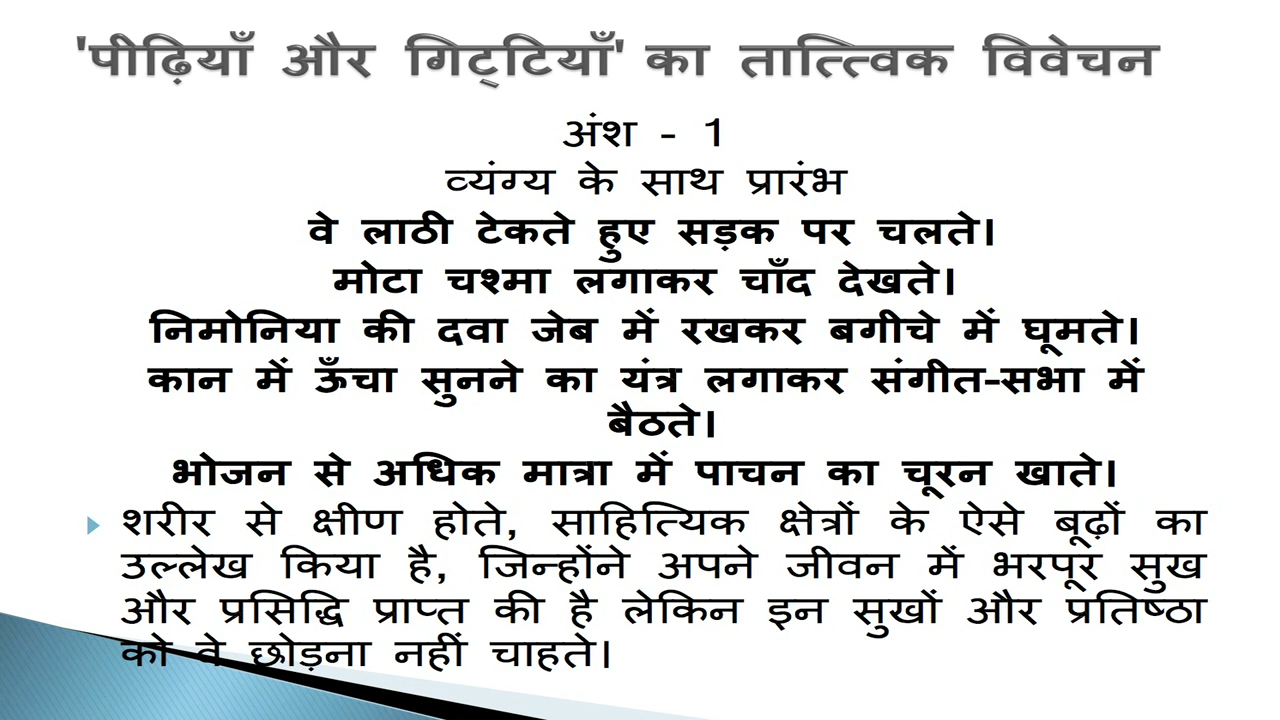 'पीढ़ियाँ और गिट्टियाँ' का तात्त्विक विवेचन
अंश - 1
व्यंग्य के साथ प्रारंभ
वे लाठी टेकते हुए सड़क पर चलते।
मोटा चश्मा लगाकर चाँद देखते।
निमोनिया की दवा जेब में रखकर बगीचे में घूमते।
कान में ऊँचा सुनने का यंत्र लगाकर संगीत-सभा में
बैठते।
भोजन से अधिक मात्रा में पाचन का चूरन खाते।
शरीर से क्षीण होते, साहित्यिक क्षेत्रों के ऐसे बूढ़ों का
उल्लेख किया है, जिन्होंने अपने जीवन में भरपूर सुख
और प्रसिद्धि प्राप्त की है लेकिन इन सुखों और प्रतिष्ठा
को वे छोड़ना नहीं चाहते।